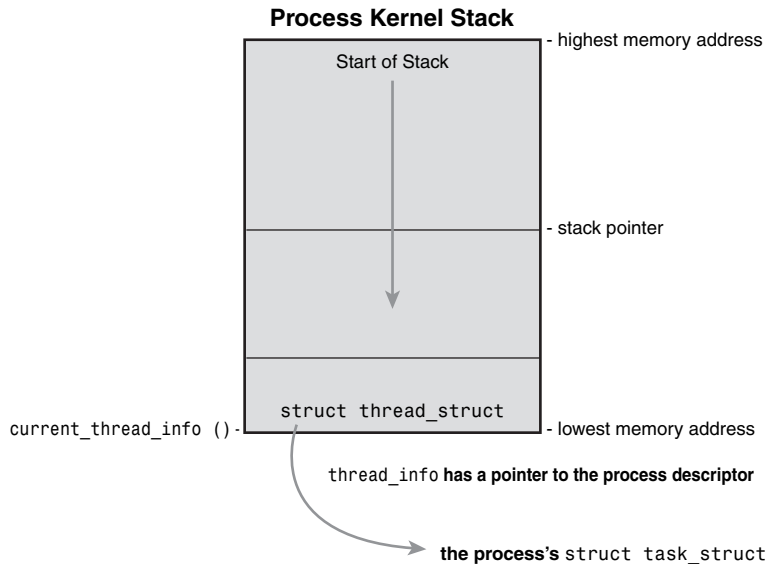 Process Kernel Stack
- highest memory address
Start of Stack
- stack pointer
struct thread_struct
current_thread_info () -
- lowest memory address
thread_info has a pointer to the process descriptor
the process’s struct task_struct